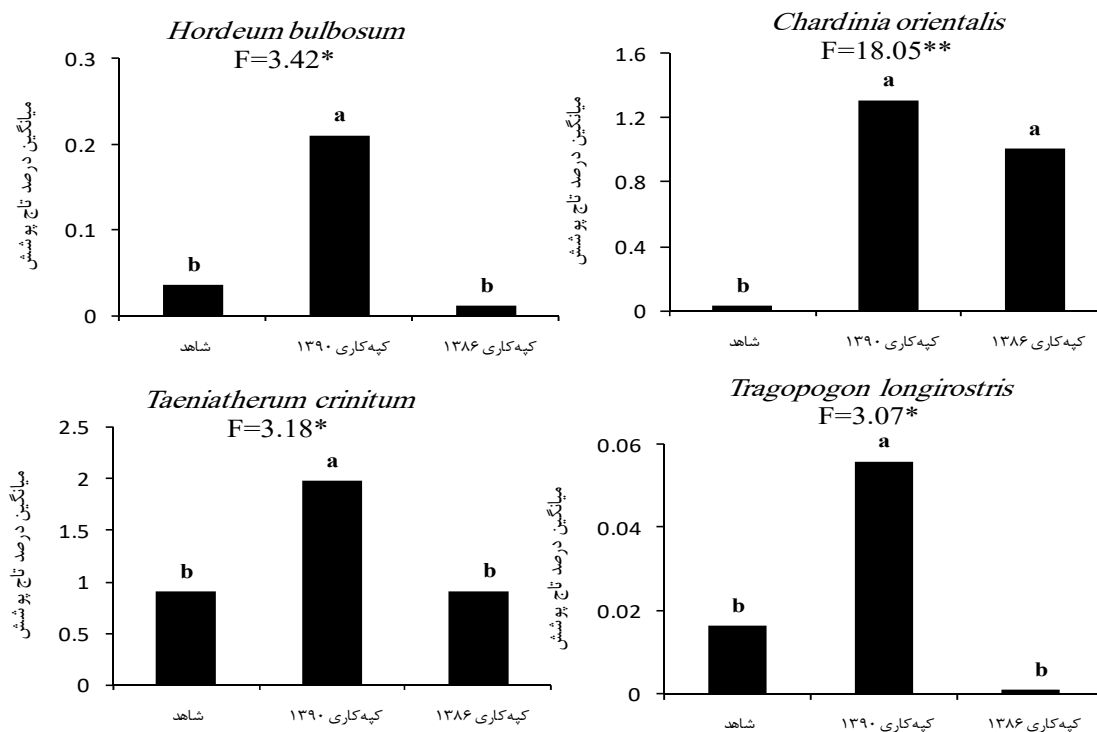 Hordeum bulbosum
F=3.42*
میانگین درصد تاج پوشش
0.3
0.2
0.1
0
b
a
b
شاهد
کپه‌کاری ۱۳۹۰
کپه‌کاری ۱۳۸۶
Chardinia orientalis
F=18.05**
میانگین درصد تاج پوشش
1.6
1.2
0.8
0.4
0
b
a
a
شاهد
کپه‌کاری ۱۳۹۰
کپه‌کاری ۱۳۸۶
Taeniatherum crinitum
F=3.18*
میانگین درصد تاج پوشش
2.5
2
1.5
1
0.5
0
b
a
b
شاهد
کپه‌کاری ۱۳۹۰
کپه‌کاری ۱۳۸۶
Tragopogon longirostris
F=3.07*
میانگین درصد تاج پوشش
0.06
0.04
0.02
0
b
a
b
شاهد
کپه‌کاری ۱۳۹۰
کپه‌کاری ۱۳۸۶